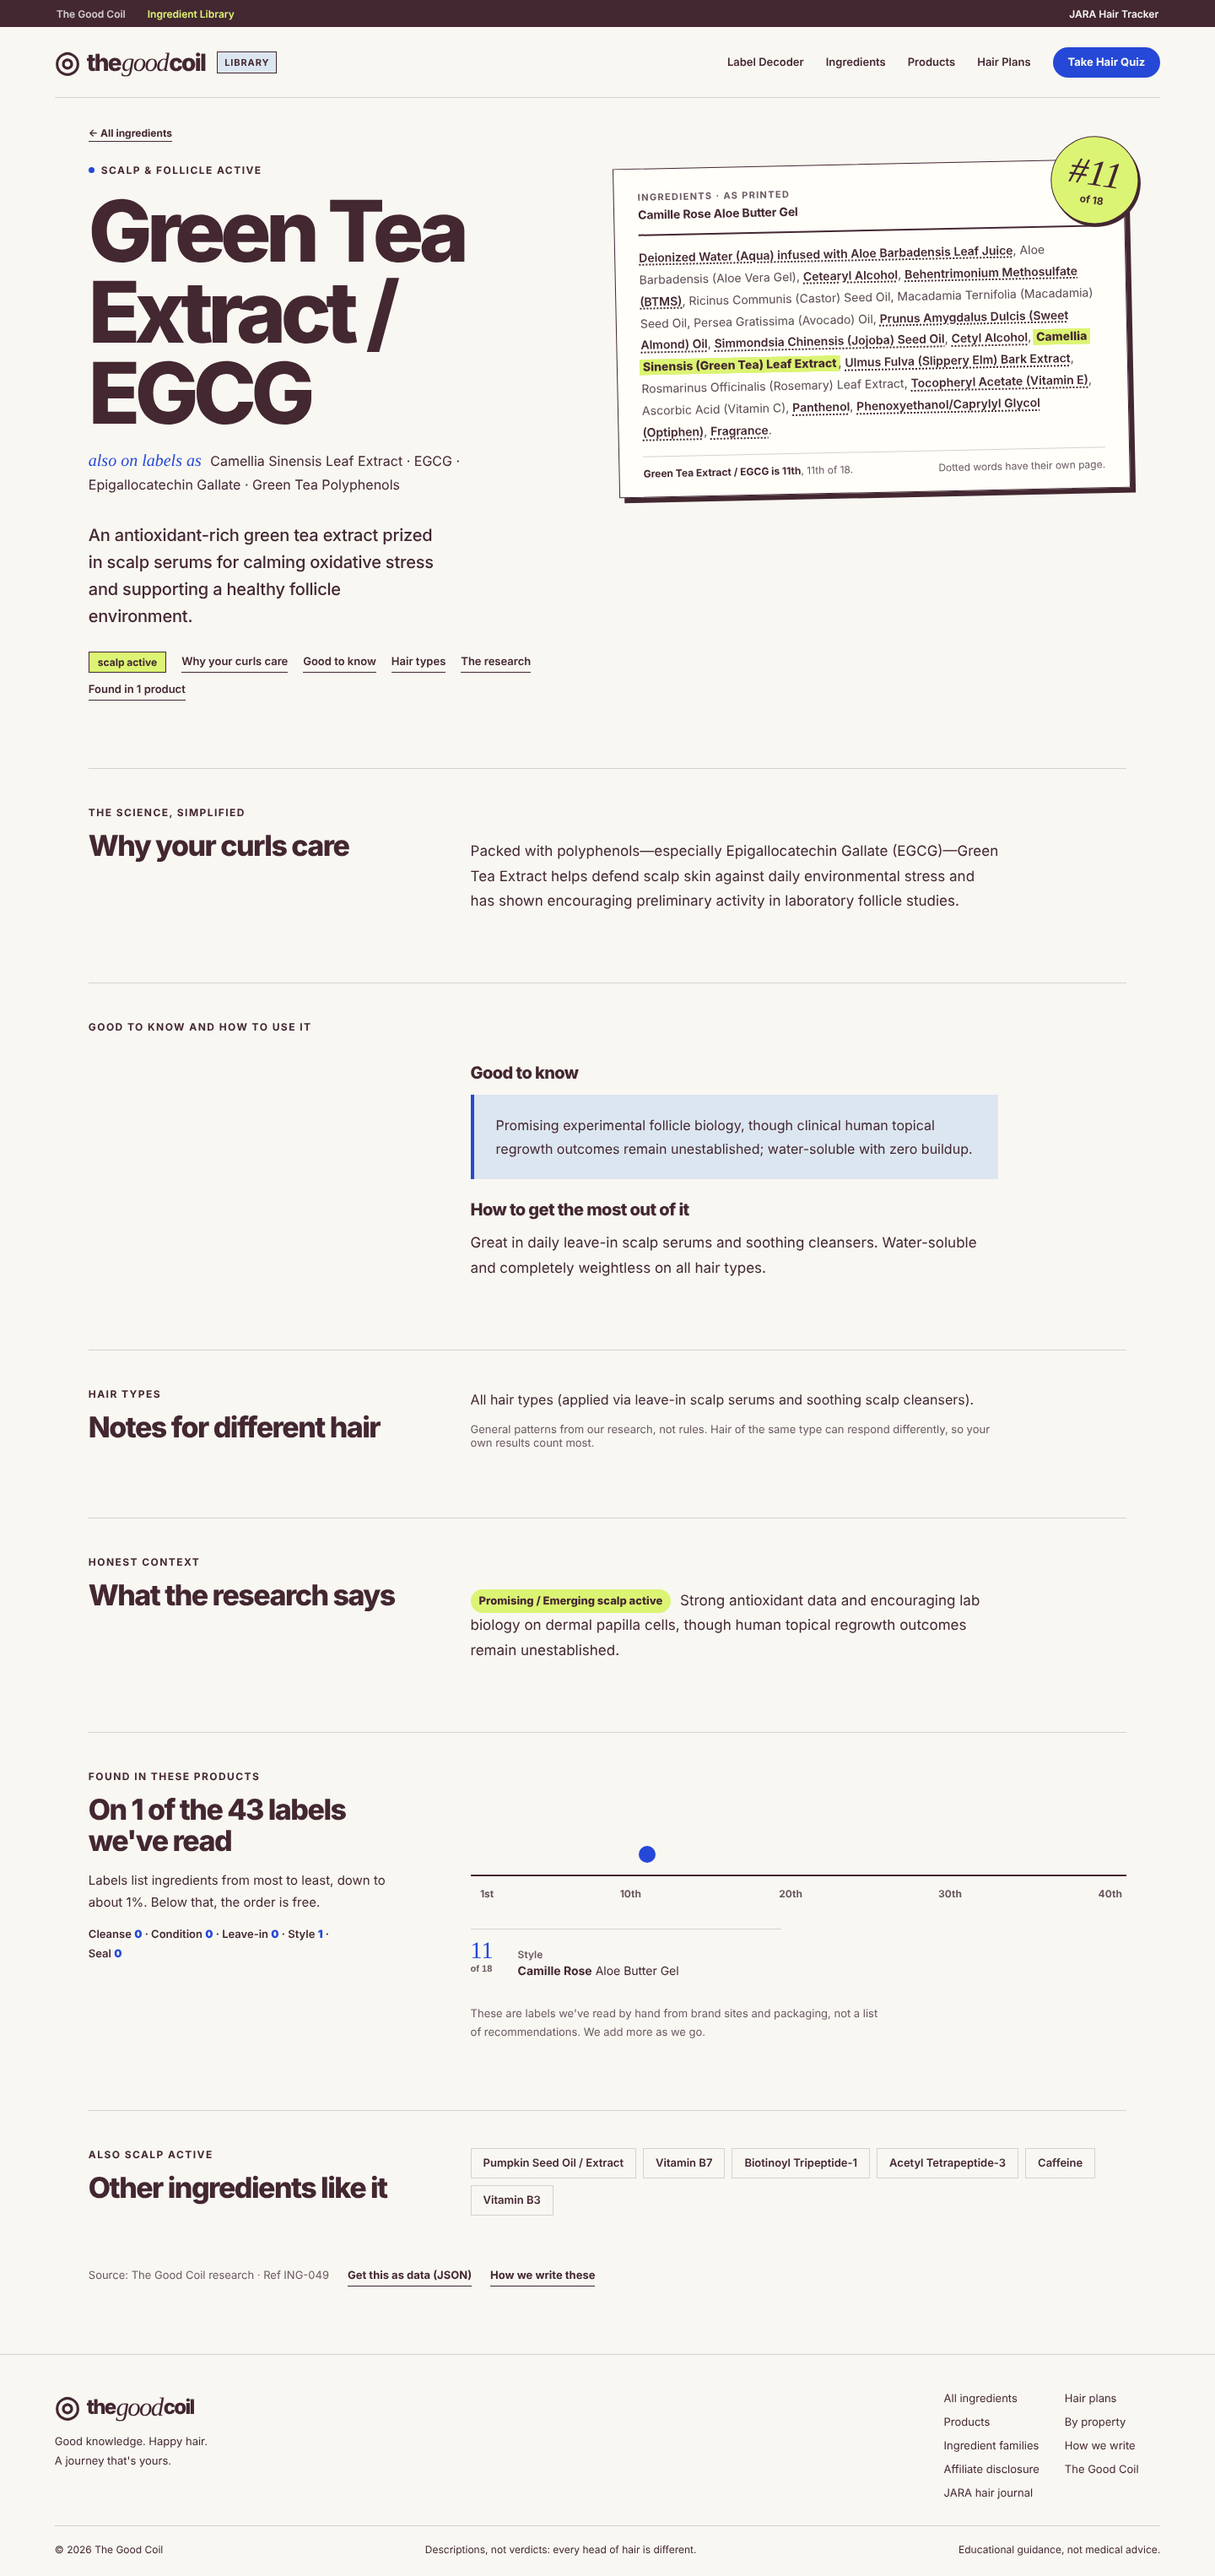 The Good Coil Ingredient Library JARA Hair Tracker
thegoodcoil LIBRARY Label Decoder Ingredients Products Hair Plans Take Hair Quiz
← All ingredients
SCALP & FOLLICLE ACTIVE
Green Tea
Extract /
EGCG
also on labels as Camellia Sinensis Leaf Extract · EGCG ·
Epigallocatechin Gallate · Green Tea Polyphenols
An antioxidant-rich green tea extract prized
in scalp serums for calming oxidative stress
and supporting a healthy follicle
environment.
scalp active Why your curls care Good to know Hair types The research
Found in 1 product
#11
of 18
INGREDIENTS · AS PRINTED
Camille Rose Aloe Butter Gel
Deionized Water (Aqua) infused with Aloe Barbadensis Leaf Juice, Aloe
Barbadensis (Aloe Vera Gel), Cetearyl Alcohol, Behentrimonium Methosulfate
(BTMS), Ricinus Communis (Castor) Seed Oil, Macadamia Ternifolia (Macadamia)
Seed Oil, Persea Gratissima (Avocado) Oil, Prunus Amygdalus Dulcis (Sweet
Almond) Oil, Simmondsia Chinensis (Jojoba) Seed Oil, Cetyl Alcohol, Camellia
Sinensis (Green Tea) Leaf Extract, Ulmus Fulva (Slippery Elm) Bark Extract,
Rosmarinus Officinalis (Rosemary) Leaf Extract, Tocopheryl Acetate (Vitamin E),
Ascorbic Acid (Vitamin C), Panthenol, Phenoxyethanol/Caprylyl Glycol
(Optiphen), Fragrance.
Green Tea Extract / EGCG is 11th, 11th of 18. Dotted words have their own page.
THE SCIENCE, SIMPLIFIED
Why your curls care
Packed with polyphenols—especially Epigallocatechin Gallate (EGCG)—Green
Tea Extract helps defend scalp skin against daily environmental stress and
has shown encouraging preliminary activity in laboratory follicle studies.
GOOD TO KNOW AND HOW TO USE IT
Good to know
Promising experimental follicle biology, though clinical human topical
regrowth outcomes remain unestablished; water-soluble with zero buildup.
How to get the most out of it
Great in daily leave-in scalp serums and soothing cleansers. Water-soluble
and completely weightless on all hair types.
HAIR TYPES
Notes for different hair
All hair types (applied via leave-in scalp serums and soothing scalp cleansers).
General patterns from our research, not rules. Hair of the same type can respond differently, so your
own results count most.
HONEST CONTEXT
What the research says
Promising / Emerging scalp active Strong antioxidant data and encouraging lab
biology on dermal papilla cells, though human topical regrowth outcomes
remain unestablished.
FOUND IN THESE PRODUCTS
On 1 of the 43 labels
we've read
Labels list ingredients from most to least, down to
about 1%. Below that, the order is free.
Cleanse 0 · Condition 0 · Leave-in 0 · Style 1 ·
Seal 0
1st 10th 20th 30th 40th
11
of 18
Style
Camille Rose Aloe Butter Gel
These are labels we've read by hand from brand sites and packaging, not a list
of recommendations. We add more as we go.
ALSO SCALP ACTIVE
Other ingredients like it
Pumpkin Seed Oil / Extract Vitamin B7 Biotinoyl Tripeptide-1 Acetyl Tetrapeptide-3 Caffeine
Vitamin B3
Source: The Good Coil research · Ref ING-049 Get this as data (JSON) How we write these
thegoodcoil
Good knowledge. Happy hair.
A journey that's yours.
All ingredients Hair plans
Products By property
Ingredient families How we write
Affiliate disclosure The Good Coil
JARA hair journal
© 2026 The Good Coil Descriptions, not verdicts: every head of hair is different. Educational guidance, not medical advice.